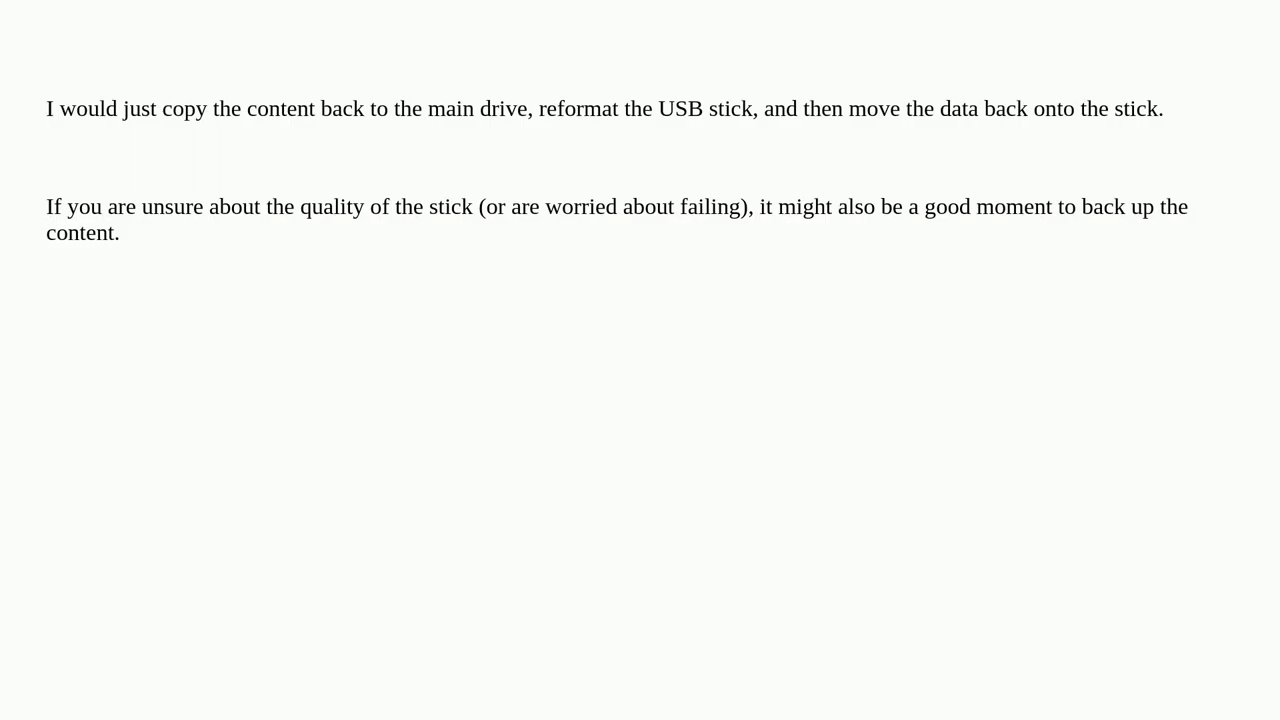 I would just copy the content back to the main drive, reformat the USB stick, and then move the data back onto the stick.
If you are unsure about the quality of the stick (or are worried about failing), it might also be a good moment to back up the
content.